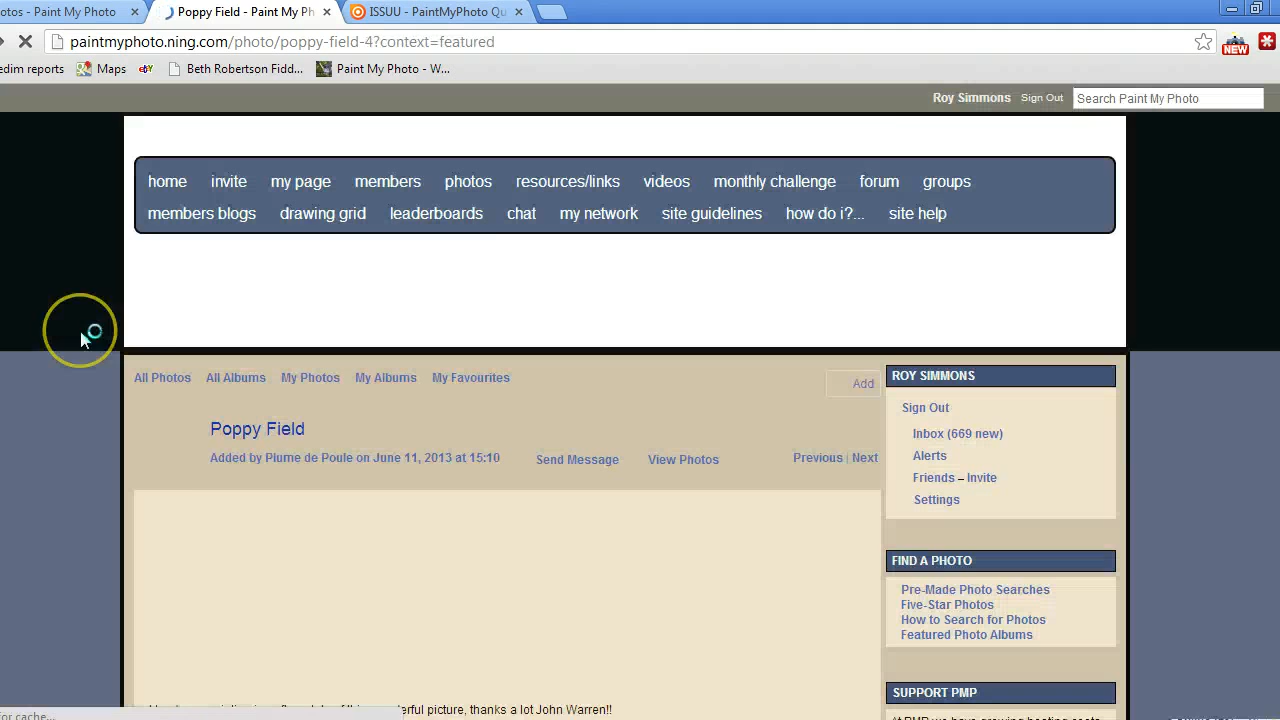 otos - Paint My Photo
Poppy Field - Paint My Ph
ISSUU - PaintMyPhoto Qu
paintmyphoto.ning.com/photo/poppy-field-4?context=featured
NEW
edim reports
Maps
ebY
Beth Robertson Fidd...
Paint My Photo - W...
Roy Simmons
Sign Out
Search Paint My Photo
home invite my page members photos resources/links videos monthly challenge forum groups
members blogs drawing grid leaderboards chat my network site guidelines how do i?... site help
All Photos All Albums My Photos My Albums My Favourites
Add
Poppy Field
Added by Plume de Poule on June 11, 2013 at 15:10
Send Message
View Photos
Previous | Next
ROY SIMMONS
Sign Out
Inbox (669 new)
Alerts
Friends – Invite
Settings
FIND A PHOTO
Pre-Made Photo Searches
Five-Star Photos
How to Search for Photos
Featured Photo Albums
SUPPORT PMP
erful picture, thanks a lot John Warren!!
or cache...